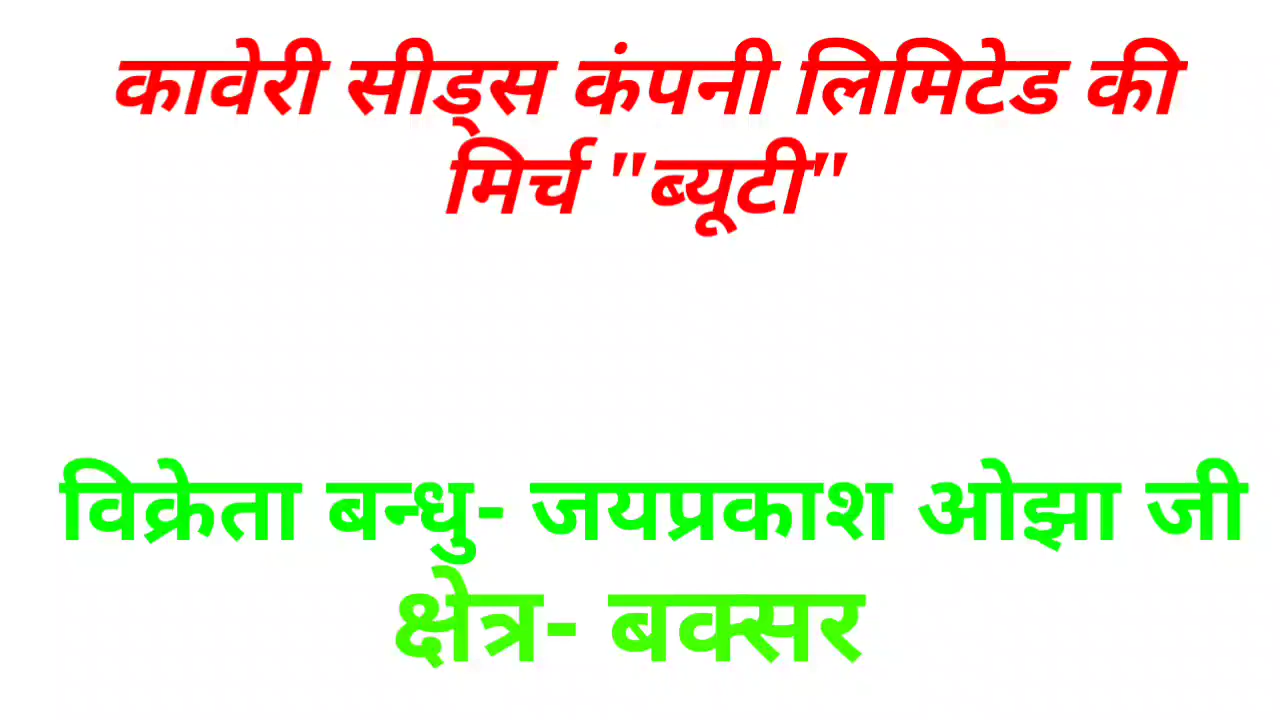 कावेरी सीड्स कंपनी लिमिटेड की
मिर्च "ब्यूटी"
विक्रेता बन्धु- जयप्रकाश ओझा जी
क्षेत्र- बक्सर